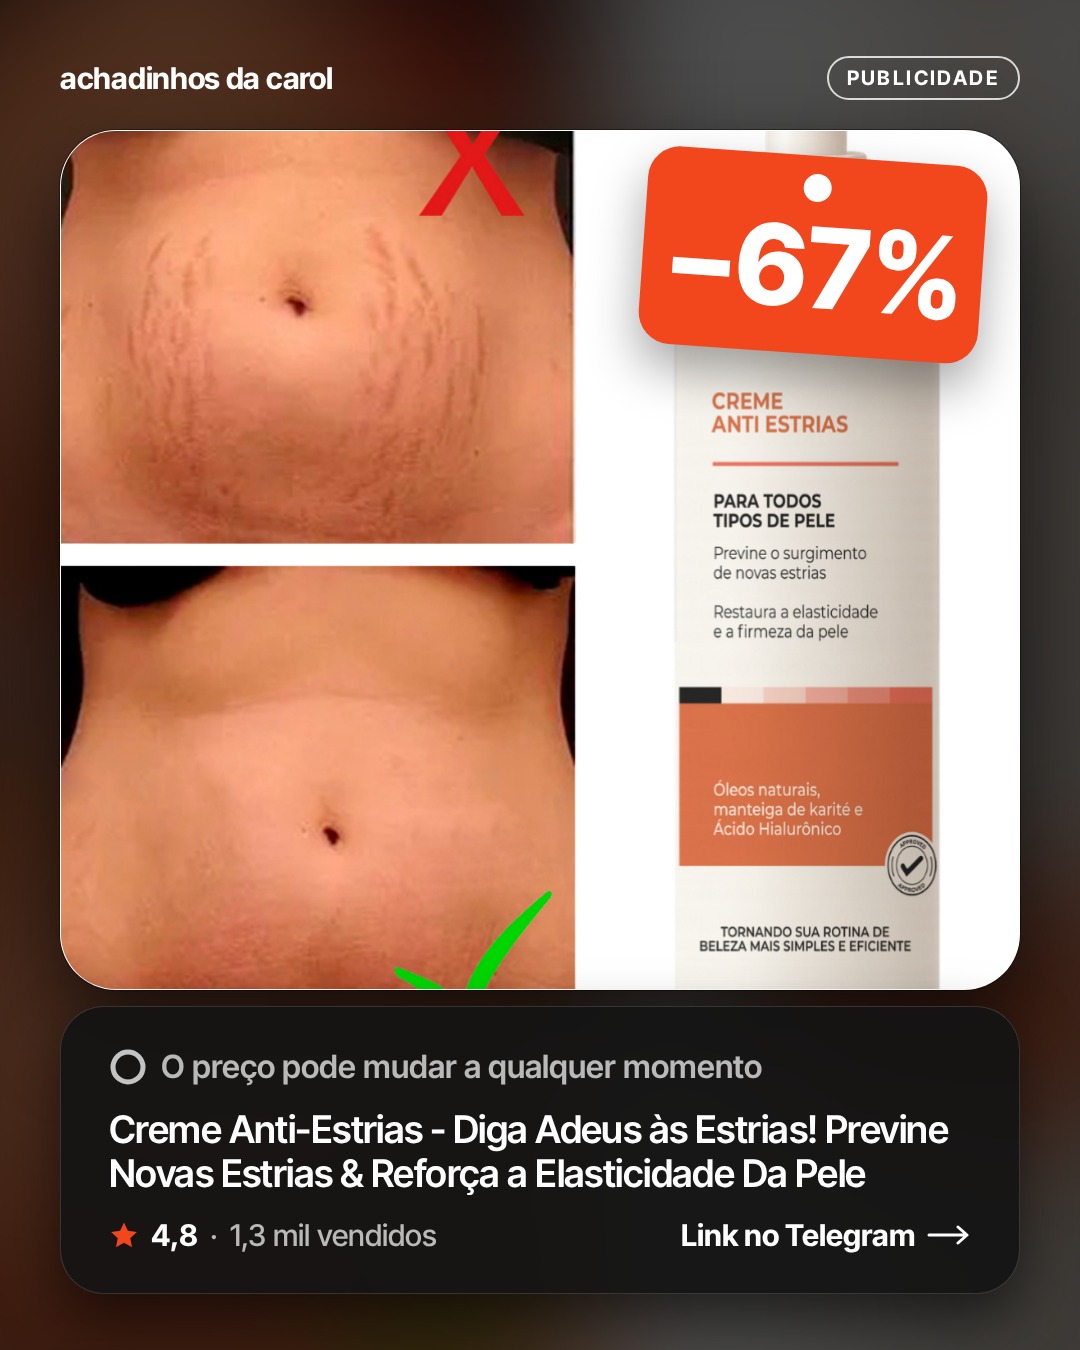 achadinhos da carol
PUBLICIDADE
X
–67%
CREME
ANTI ESTRIAS
PARA TODOS
TIPOS DE PELE
Previne o surgimento
de novas estrias
Restaura a elasticidade
e a firmeza da pele
Óleos naturais,
manteiga de karité e
Ácido Hialurônico
APPROVED
APPROVED
TORNANDO SUA ROTINA DE
BELEZA MAIS SIMPLES E EFICIENTE
O preço pode mudar a qualquer momento
Creme Anti-Estrias - Diga Adeus às Estrias! Previne
Novas Estrias & Reforça a Elasticidade Da Pele
4,8 · 1,3 mil vendidos
Link no Telegram →